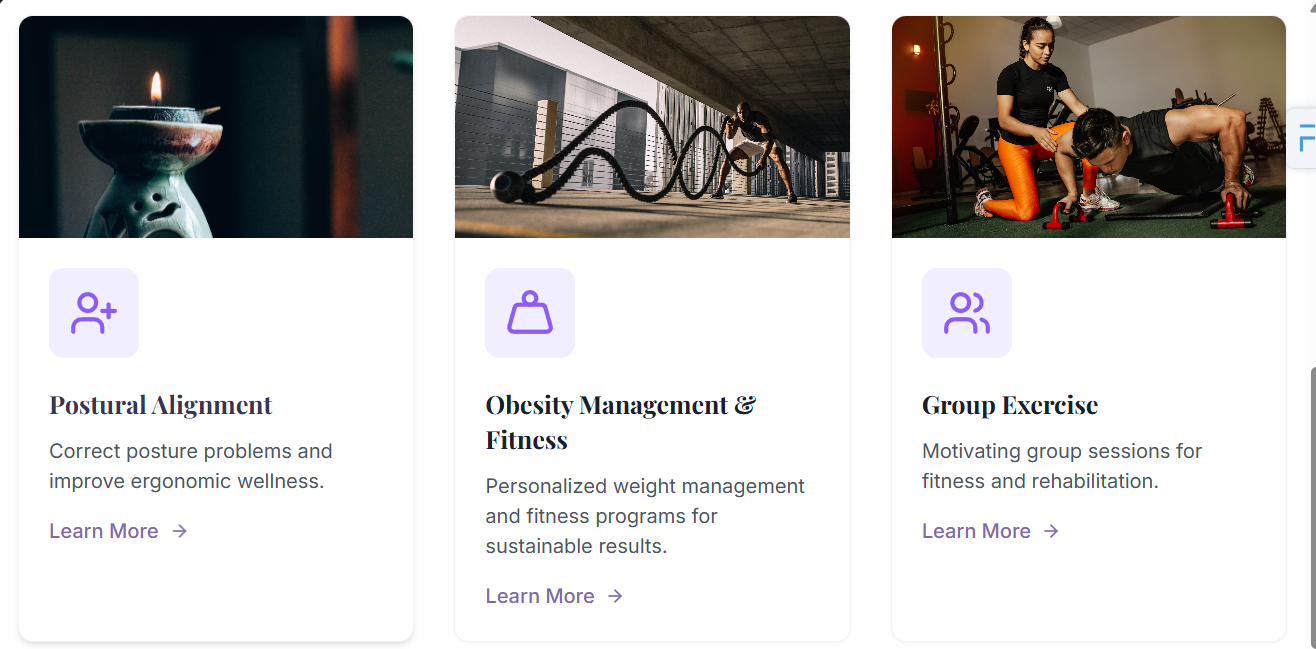 Postural Alignment
Correct posture problems and
improve ergonomic wellness.
Learn More
Obesity Management &
Fitness
Personalized weight management
and fitness programs for
sustainable results.
Learn More
Group Exercise
Motivating group sessions for
fitness and rehabilitation.
Learn More